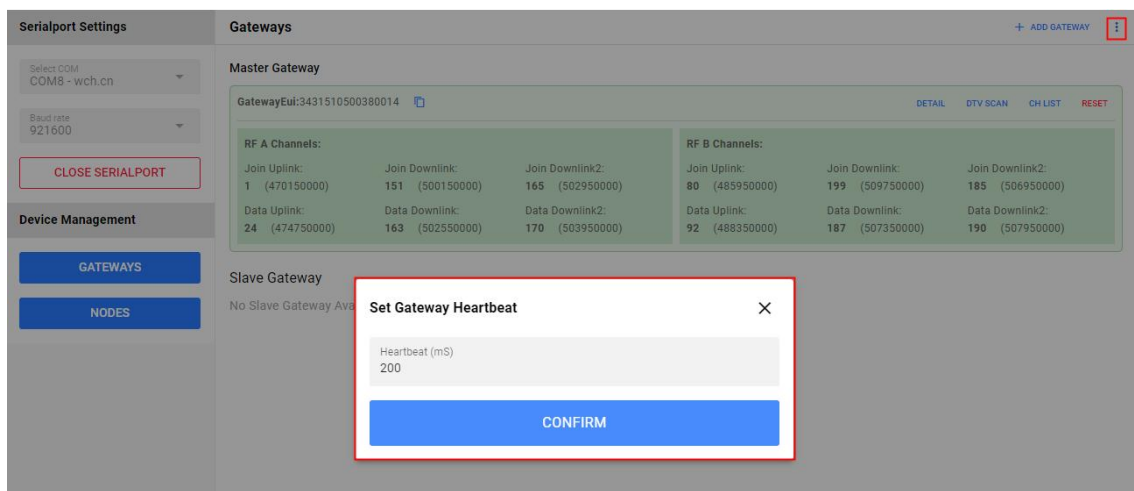 Serialport Settings
Gateways
+ ADD GATEWAY
Select COM
COM8 - wch.cn
Baud rate
921600
CLOSE SERIALPORT
Device Management
GATEWAYS
NODES
Master Gateway
GatewayEui:3431510500380014
DETAIL DTV SCAN CH LIST RESET
RF A Channels:
Join Uplink: Join Downlink: Join Downlink2:
1 (470150000) 151 (500150000) 165 (502950000)
Data Uplink: Data Downlink: Data Downlink2:
24 (474750000) 163 (502550000) 170 (503950000)
RF B Channels:
Join Uplink: Join Downlink: Join Downlink2:
80 (485950000) 199 (509750000) 185 (506950000)
Data Uplink: Data Downlink: Data Downlink2:
92 (488350000) 187 (507350000) 190 (507950000)
Slave Gateway
No Slave Gateway Ava
Set Gateway Heartbeat
Heartbeat (mS)
200
CONFIRM